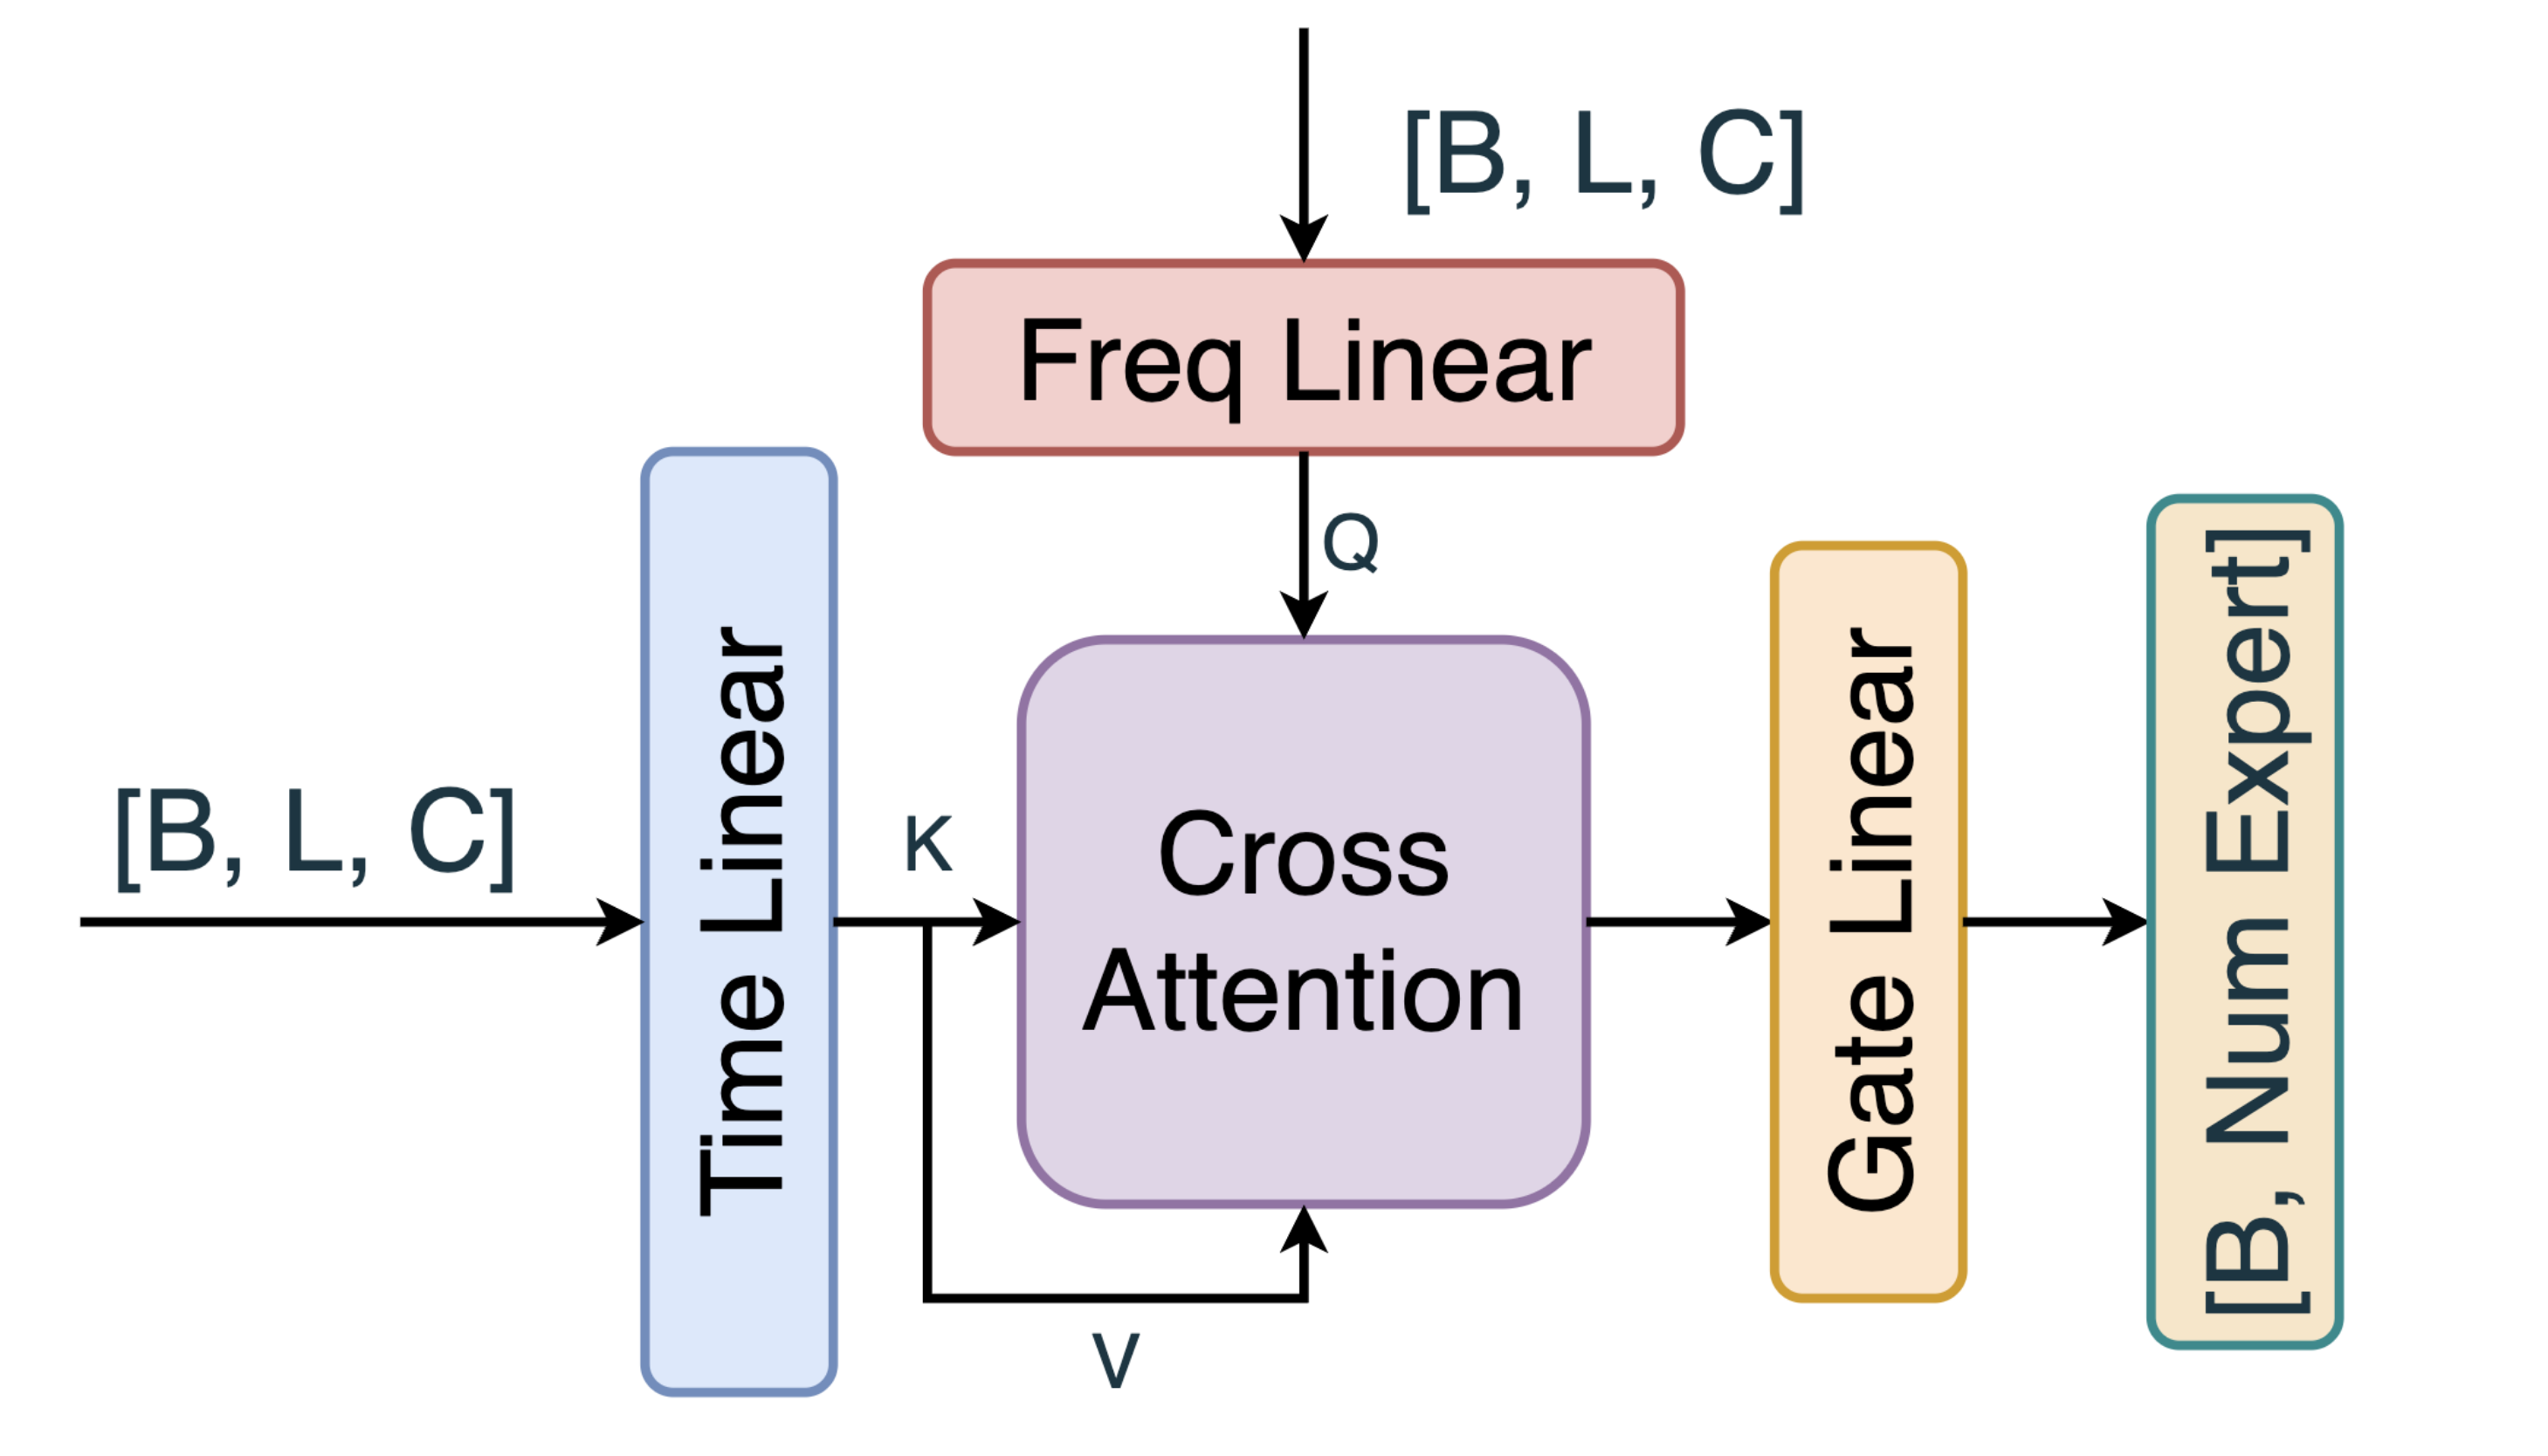 [B, L, C]
Freq Linear
Q
[B, L, C]
Time Linear
K
Cross
Attention
V
Gate Linear
[B, Num Expert]